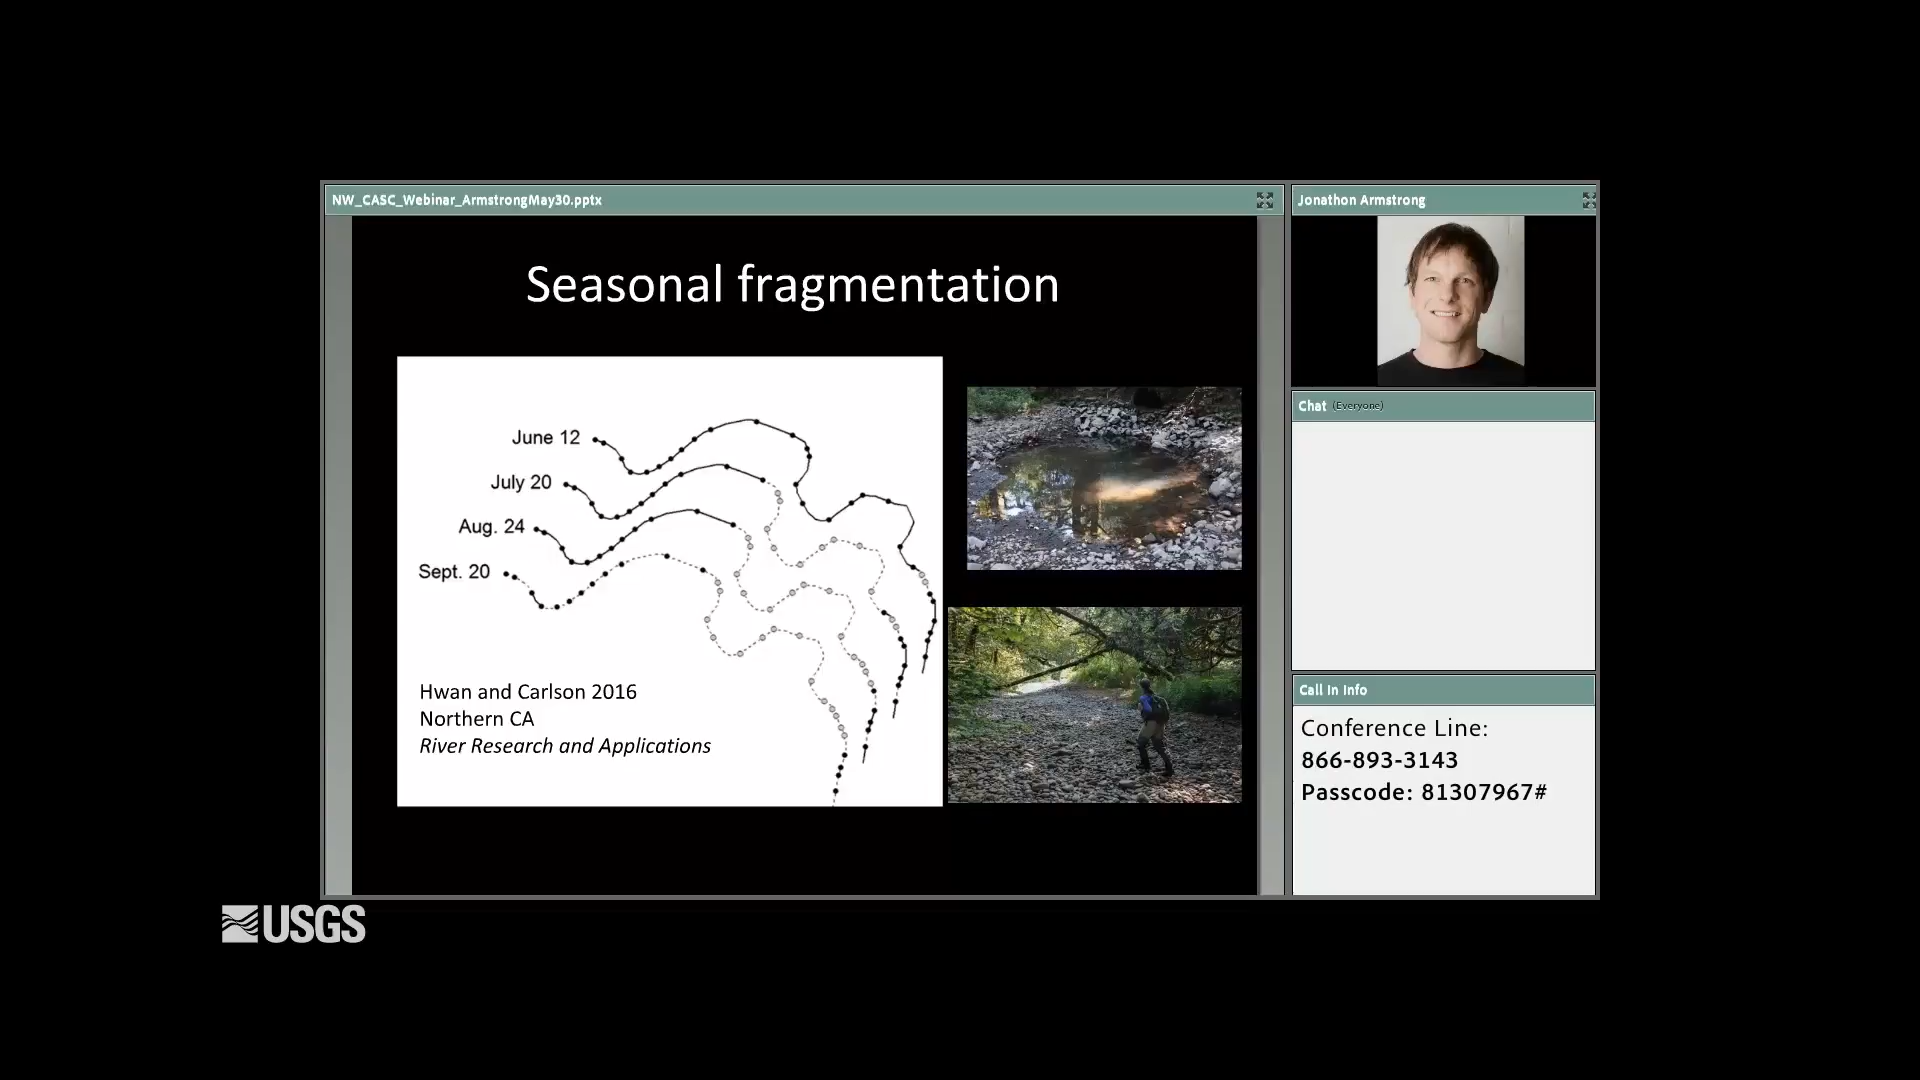 NW_CASC_Webinar_ArmstrongMay30.pptx
Seasonal fragmentation
June 12
July 20
Aug. 24
Sept. 20
Hwan and Carlson 2016
Northern CA
River Research and Applications
Jonathon Armstrong
Chat (Everyone)
Call In Info
Conference Line:
866-893-3143
Passcode: 81307967#
USGS